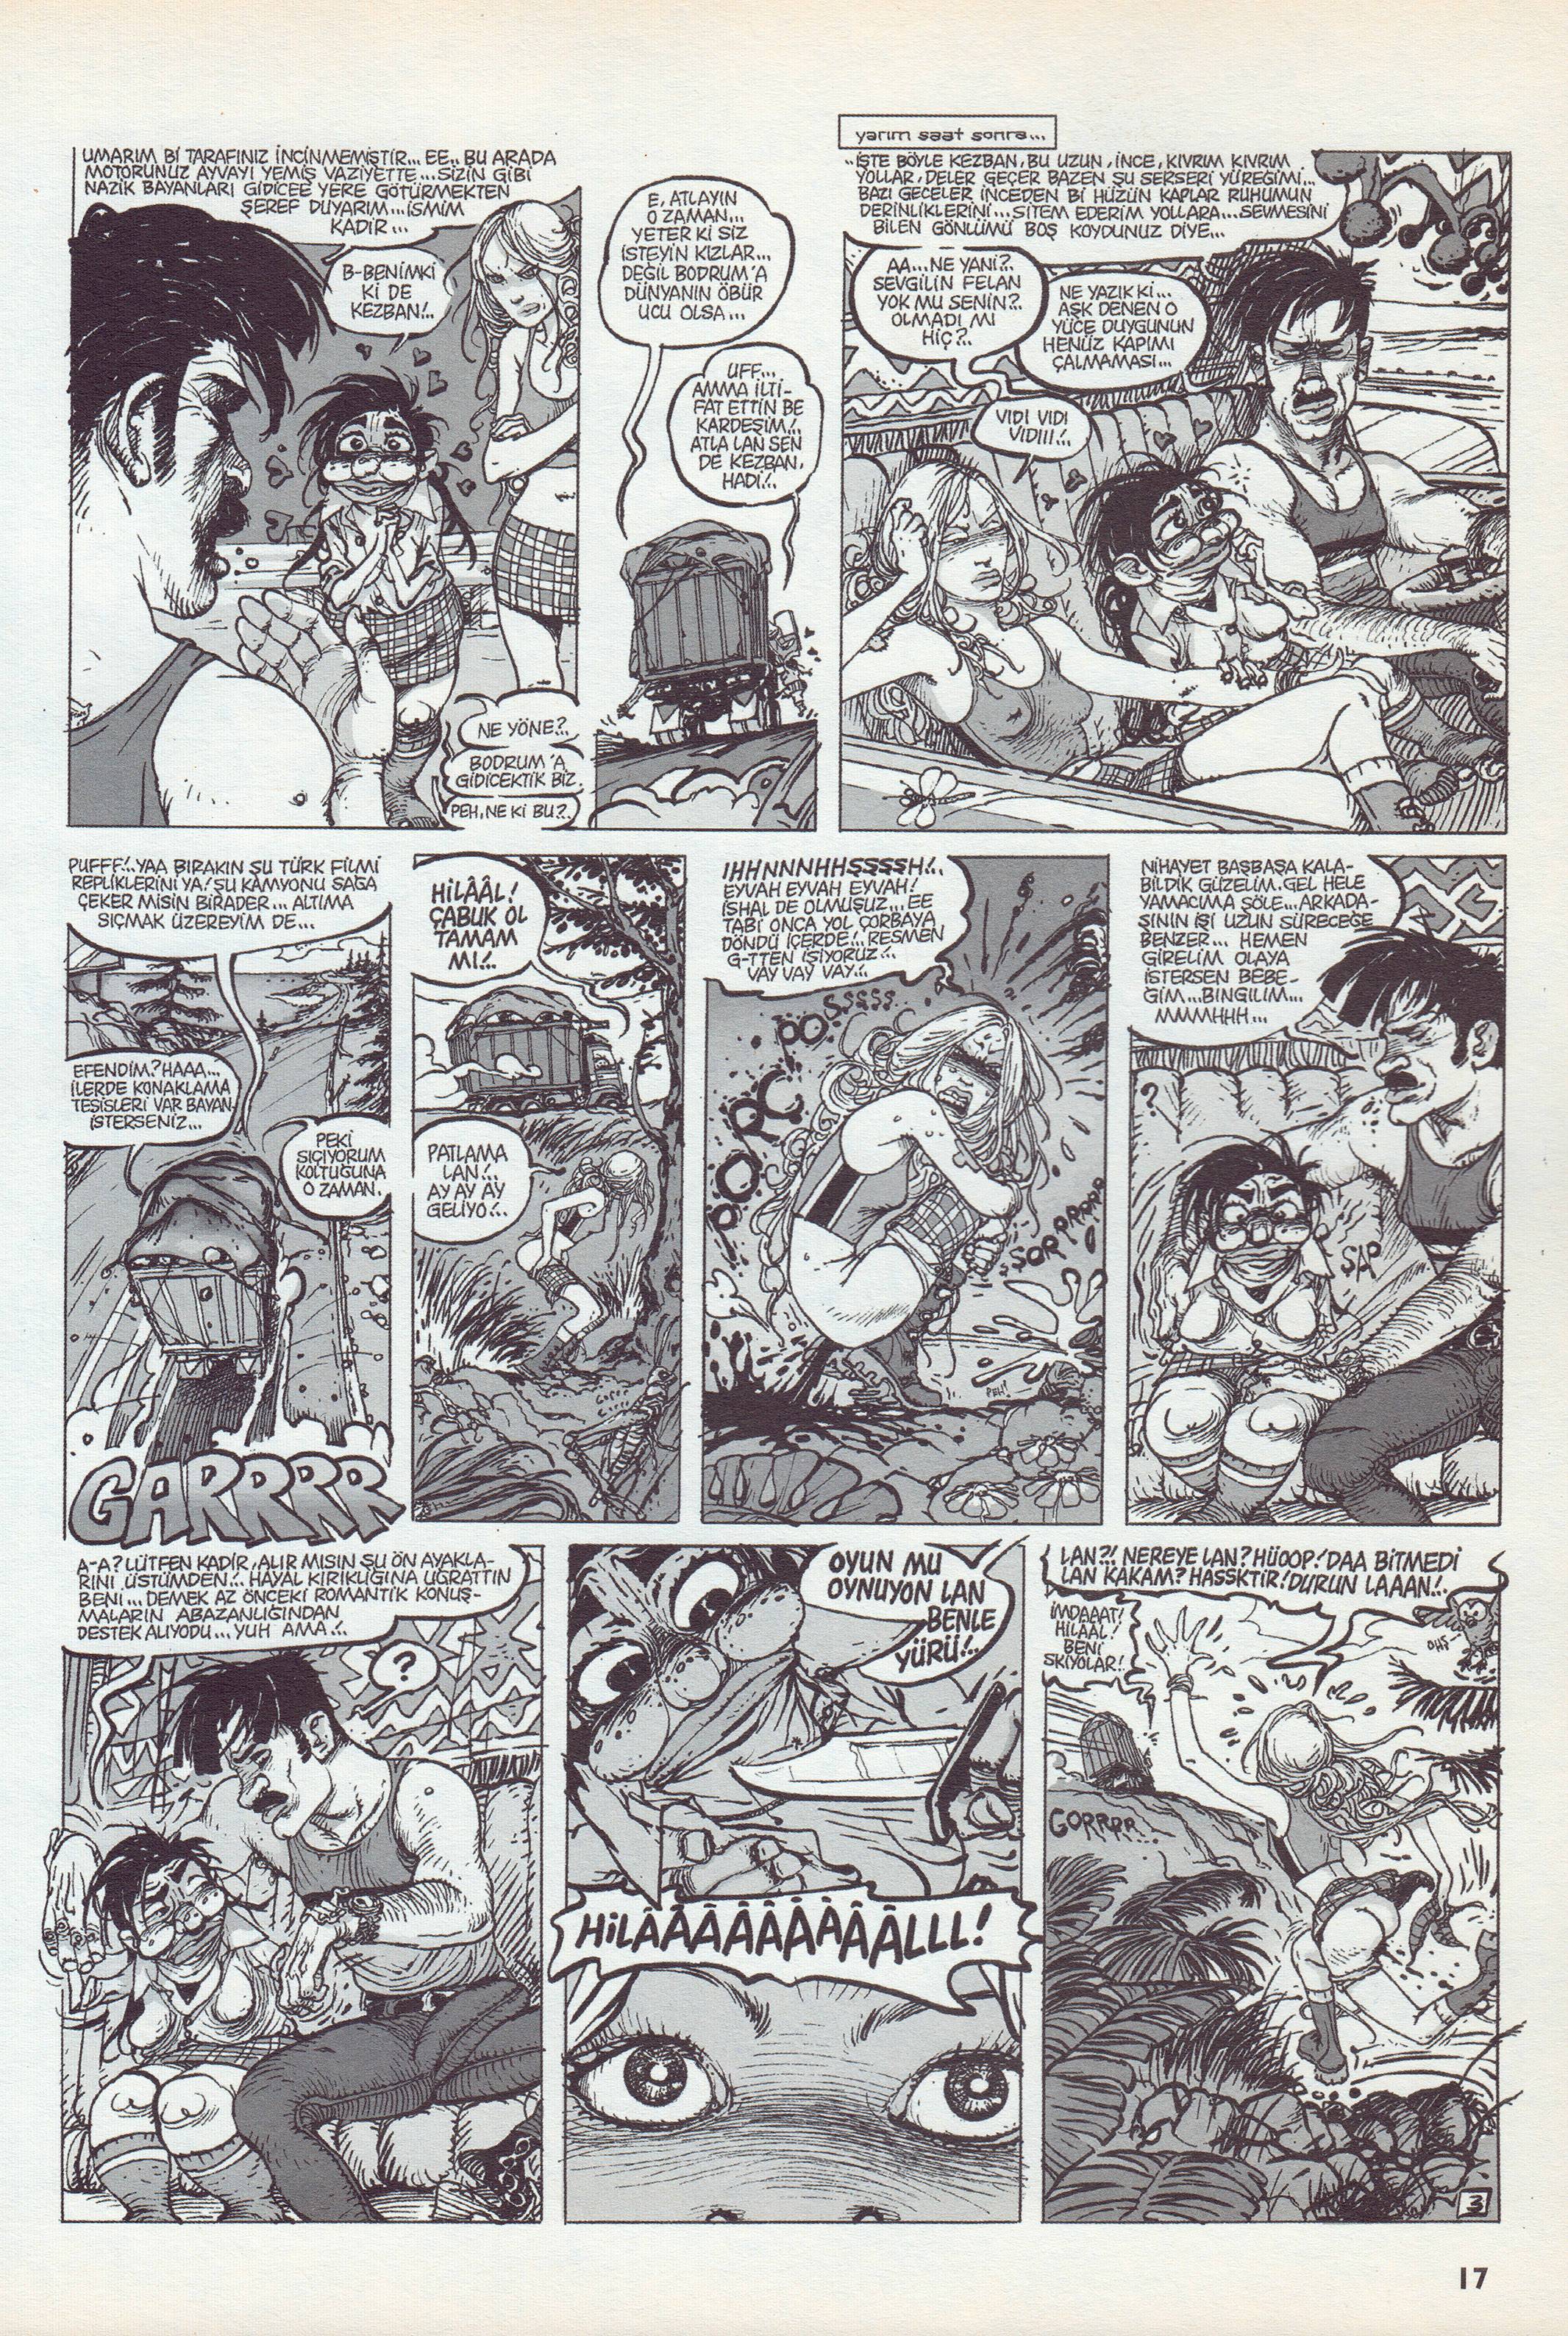 UMARIM Bİ TARAFINIZ İNCİNMEMİŞTİR... EE.. BU ARADA
MOTORUNUZ AYVAYI YEMİŞ VAZİYETTE... SİZİN GİBİ
NAZİK BAYANLARI GİDİCEE YERE GÖTÜRMEKTEN
ŞEREF DUYARIM... İSMİM
KADİR...
B-BENİMKİ
Kİ DE
KEZBAN!..
NE YÖNE?..
BODRUM'A
GİDİCEKTİK BİZ.
PEH, NE Kİ BU?..
E, ATLAYIN
O ZAMAN...
YETER Kİ SİZ
İSTEYİN KIZLAR...
DEĞİL BODRUM'A
DÜNYANIN ÖBÜR
UCU OLSA...
UFF...
AMMA İLTİ-
FAT ETTİN BE
KARDEŞİM!..
ATLA LAN SEN
DE KEZBAN,
HADİ!..
yarım saat sonra...
..İŞTE BÖYLE KEZBAN, BU UZUN, İNCE, KIVRIM KIVRIM
YOLLAR, DELER GEÇER BAZEN ŞU SERSERİ YÜREĞİMİ...
BAZI GECELER İNCEDEN Bİ HÜZÜN KAPLAR RUHUMUN
DERİNLİKLERİNİ... SİTEM EDERİM YOLLARA... SEVMESİNİ
BİLEN GÖNLÜMÜ BOŞ KOYDUNUZ DİYE...
AA... NE YANİ?..
SEVGİLİN FELAN
YOK MU SENİN?..
OLMADI MI
HİÇ?..
NE YAZIK Kİ...
AŞK DENEN O
YÜCE DUYGUNUN
HENÜZ KAPIMI
ÇALMAMASI...
VIDI VIDI
VIDIII!..
PUFFF!.. YAA BIRAKIN ŞU TÜRK FİLMİ
REPLİKLERİNİ YA! ŞU KAMYONU SAĞA
ÇEKER MİSİN BİRADER... ALTIMA
SIÇMAK ÜZEREYİM DE...
EFENDİM? HAAA...
İLERDE KONAKLAMA
TESİSLERİ VAR BAYAN
İSTERSENİZ...
PEKİ
SIÇIYORUM
KOLTUĞUNA
O ZAMAN.
GARRRR
HİLÂÂL!
ÇABUK OL
TAMAM
MI!..
PATLAMA
LAN!..
AY AY AY
GELİYO!..
IHHNNNHHŞŞŞŞH!..
EYVAH EYVAH EYVAH!
İSHAL DE OLMUŞUZ... EE
TABİ ONCA YOL ÇORBAYA
DÖNDÜ İÇERDE!.. RESMEN
G-TTEN İŞİYORUZ!..
VAY VAY VAY!..
POSSSSS..
PORÇ
ŞORRRRR
PEH!
NİHAYET BAŞBAŞA KALA-
BİLDİK GÜZELİM. GEL HELE
YAMACIMA ŞÖLE... ARKADA-
ŞININ İŞİ UZUN SÜRECEĞE
BENZER... HEMEN
GİRELİM OLAYA
İSTERSEN BEBE-
ĞİM... BINGILIM...
MMMMHHH...
?
ŞAP
A-A? LÜTFEN KADİR, ALIR MISIN ŞU ÖN AYAKLA-
RINI ÜSTÜMDEN!.. HAYAL KIRIKLIĞINA UĞRATTIN
BENİ... DEMEK AZ ÖNCEKİ ROMANTİK KONUŞ-
MALARIN ABAZANLIĞINDAN
DESTEK ALIYODU... YUH AMA!..
?
OYUN MU
OYNUYON LAN
BENLE
YÜRÜ!..
HİLÂÂÂÂÂÂÂÂÂÂLLL!
LAN?! NEREYE LAN? HÜOOP! DAA BİTMEDİ
LAN KAKAM? HASSKTİR! DURUN LAAAN!..
İMDAAAT!
HİLÂÂL!
BENİ
SKİYOLAR!
OHŞ
GORRRR
3
17